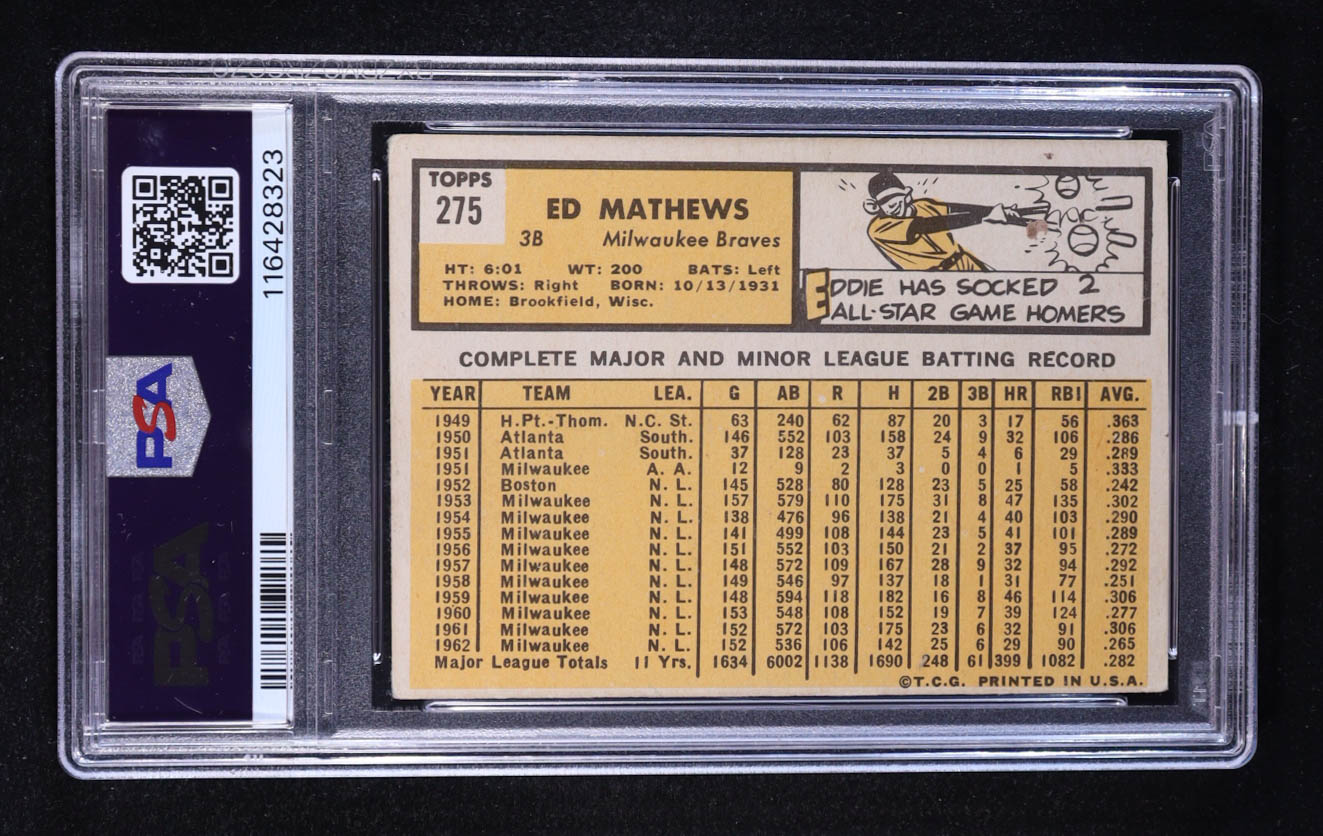 116428323
PSA
PSA
TOPPS
275
ED MATHEWS
3B Milwaukee Braves
HT: 6:01 WT: 200 BATS: Left
THROWS: Right BORN: 10/13/1931
HOME: Brookfield, Wisc.
EDDIE HAS SOCKED 2
ALL-STAR GAME HOMERS
COMPLETE MAJOR AND MINOR LEAGUE BATTING RECORD
YEAR TEAM LEA. G AB R H 2B 3B HR RBI AVG.
1949 H.Pt.-Thom. N.C. St. 63 240 62 87 20 3 17 56 .363
1950 Atlanta South. 146 552 103 158 24 9 32 106 .286
1951 Atlanta South. 37 128 23 37 5 4 6 29 .289
1951 Milwaukee A. A. 12 9 2 3 0 0 1 5 .333
1952 Boston N. L. 145 528 80 128 23 5 25 58 .242
1953 Milwaukee N. L. 157 579 110 175 31 8 47 135 .302
1954 Milwaukee N. L. 138 476 96 138 21 4 40 103 .290
1955 Milwaukee N. L. 141 499 108 144 23 5 41 101 .289
1956 Milwaukee N. L. 151 552 103 150 21 2 37 95 .272
1957 Milwaukee N. L. 148 572 109 167 28 9 32 94 .292
1958 Milwaukee N. L. 149 546 97 137 18 1 31 77 .251
1959 Milwaukee N. L. 148 594 118 182 16 8 46 114 .306
1960 Milwaukee N. L. 153 548 108 152 19 7 39 124 .277
1961 Milwaukee N. L. 152 572 103 175 23 6 32 91 .306
1962 Milwaukee N. L. 152 536 106 142 25 6 29 90 .265
Major League Totals 11 Yrs. 1634 6002 1138 1690 248 61 399 1082 .282
©T.C.G. PRINTED IN U.S.A.